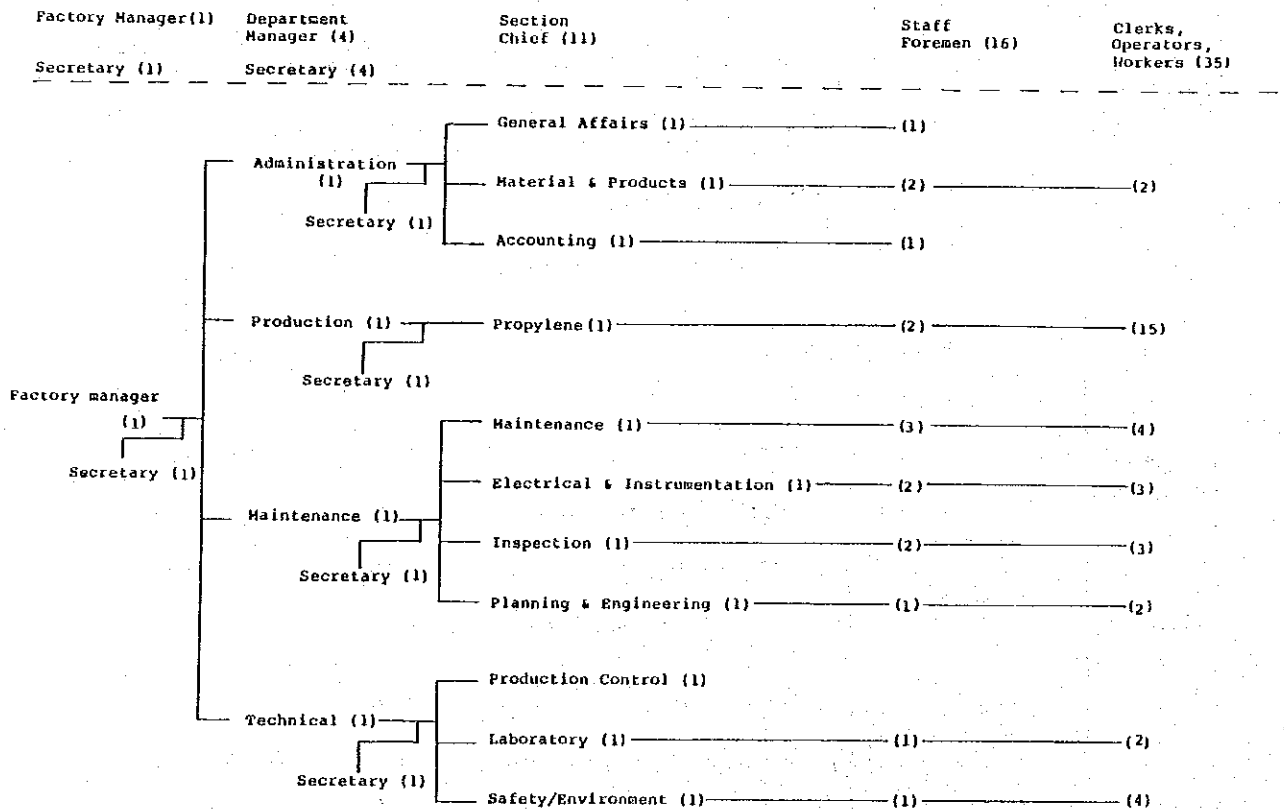 Factory Manager(1) Department Manager (4) Section Chief (11) Staff Foremen (16) Clerks, Operators, Workers (35)
Secretary (1) Secretary (4)
General Affairs (1) (1)
Administration (1)
Material & Products (1) (2) (2)
Secretary (1)
Accounting (1) (1)
Production (1) Propylene(1) (2) (15)
Secretary (1)
Factory manager (1)
Maintenance (1) (3) (4)
Secretary (1)
Electrical & Instrumentation (1) (2) (3)
Maintenance (1)
Inspection (1) (2) (3)
Secretary (1)
Planning & Engineering (1) (1) (2)
Production Control (1)
Technical (1)
Laboratory (1) (1) (2)
Secretary (1)
Safety/Environment (1) (1) (4)